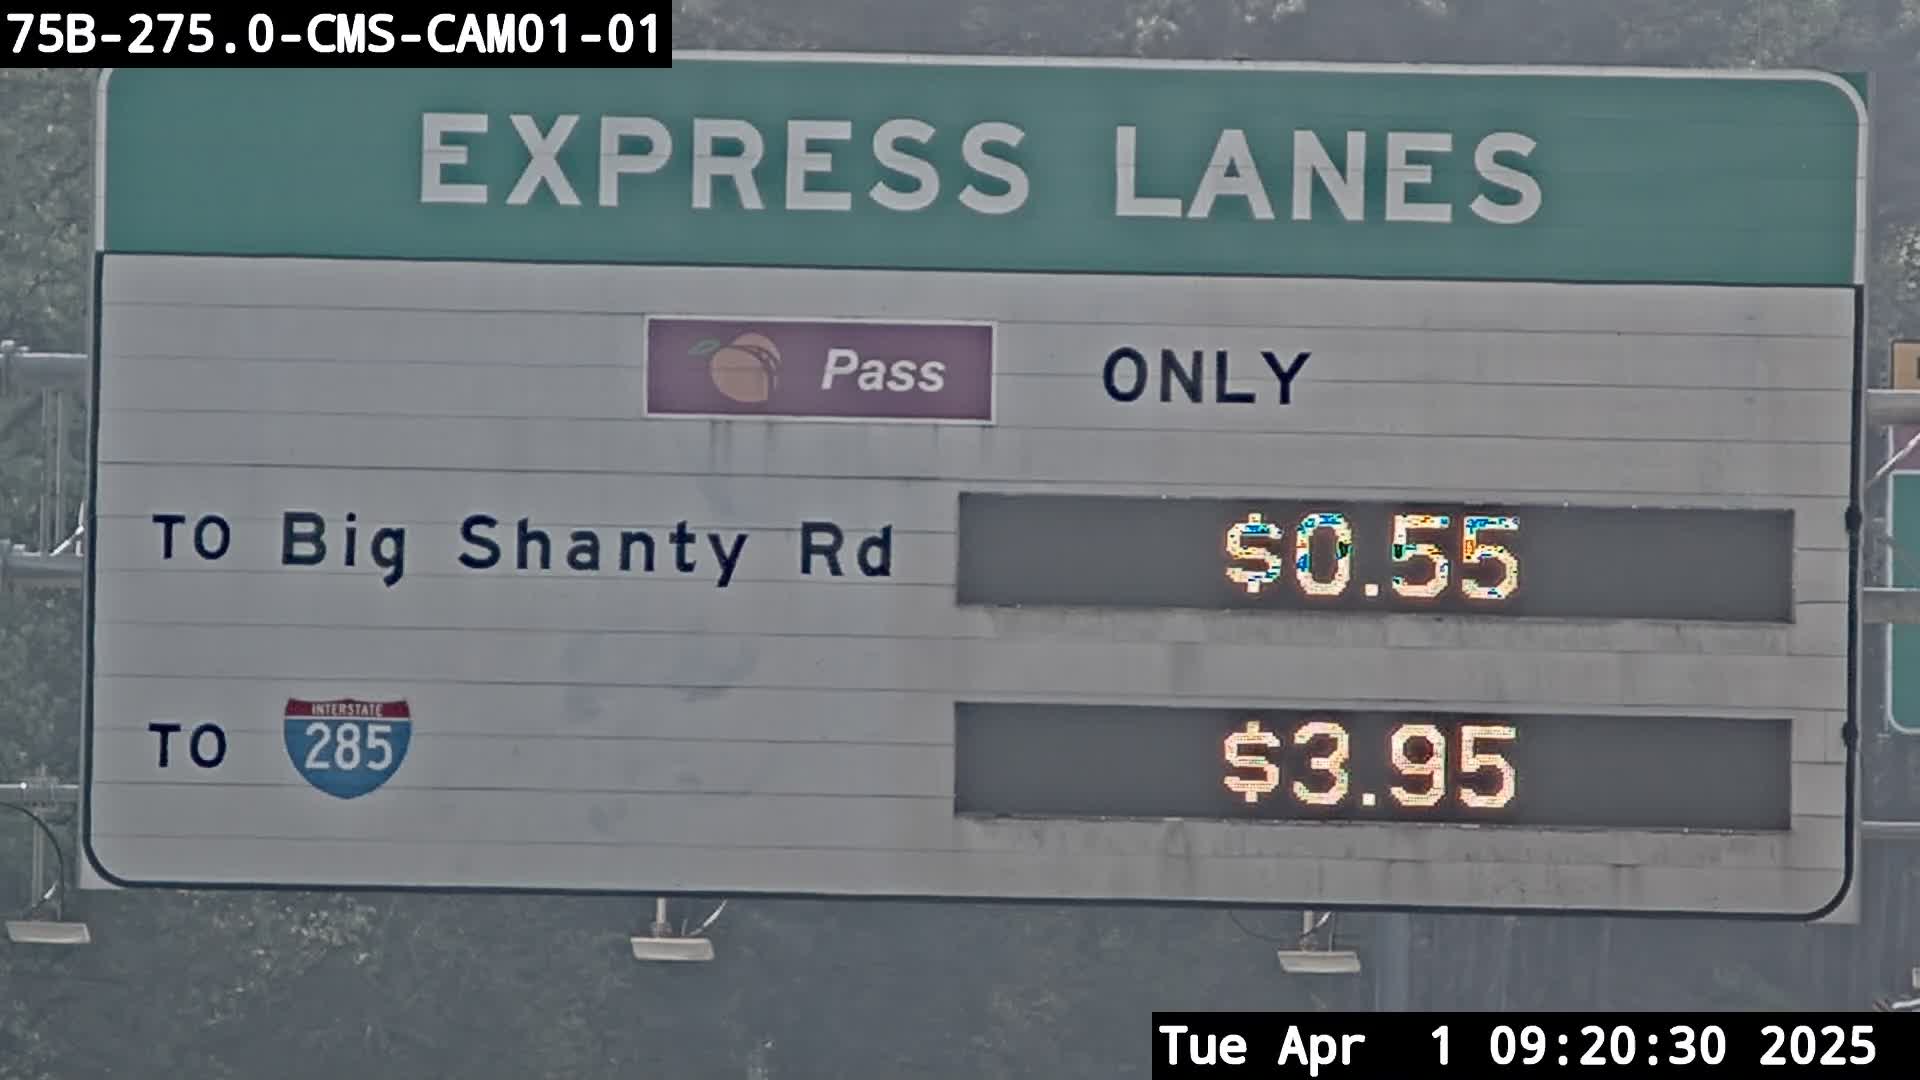 75B-275.0-CMS-CAM01-01
EXPRESS LANES
Pass ONLY
TO Big Shanty Rd $0.55
TO INTERSTATE 285 $3.95
Tue Apr 1 09:20:30 2025